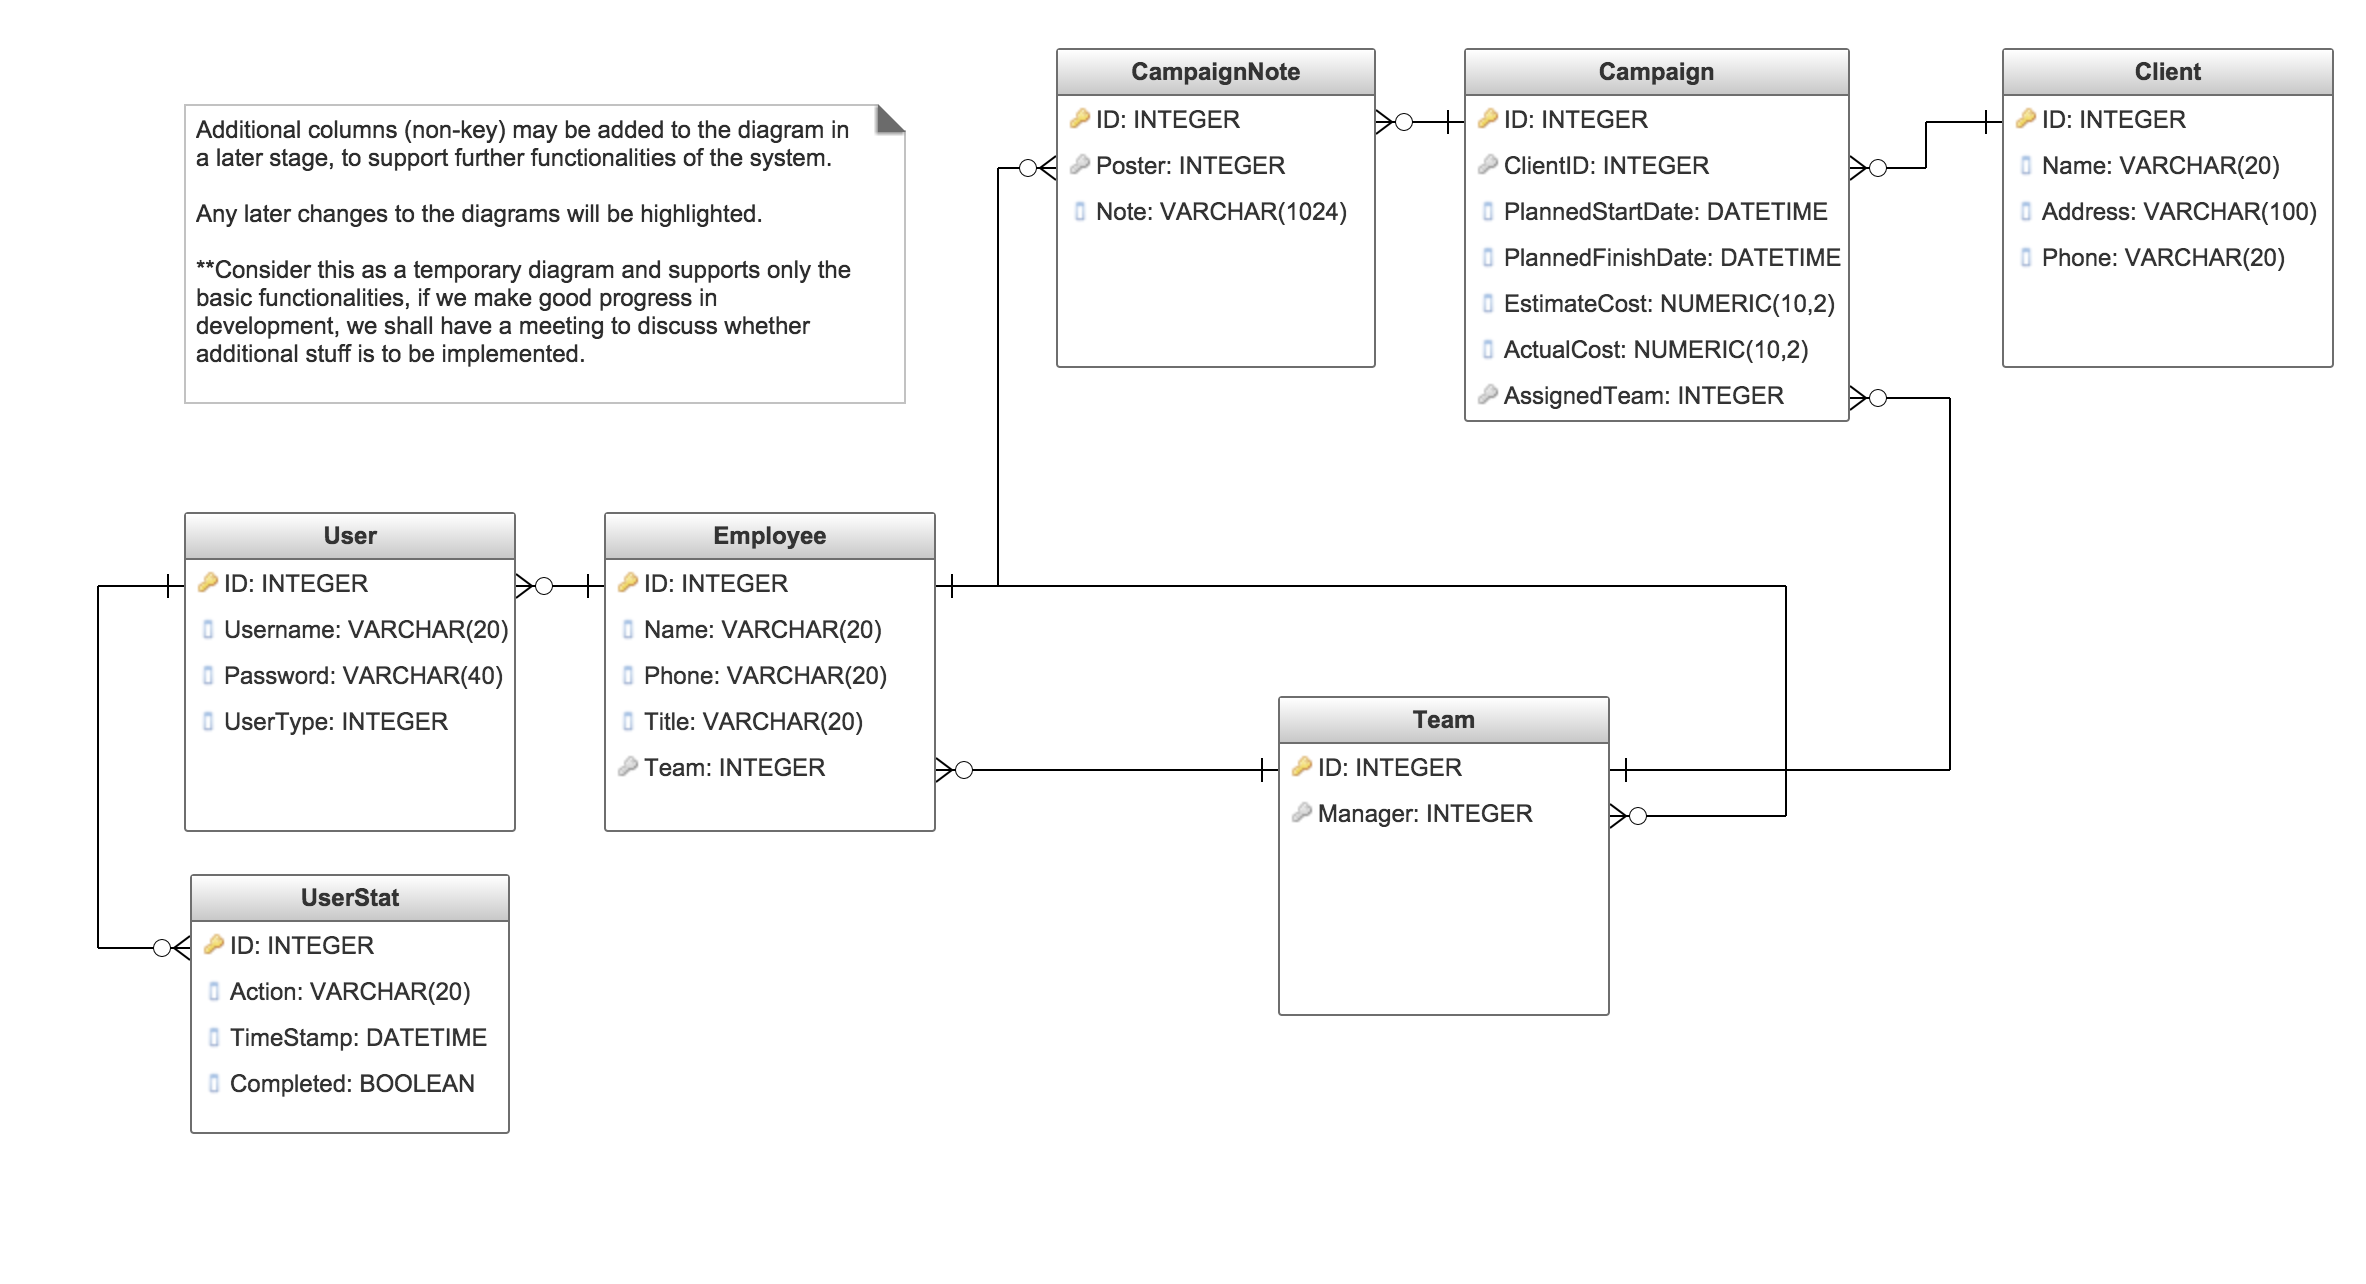 Additional columns (non-key) may be added to the diagram in
a later stage, to support further functionalities of the system.
Any later changes to the diagrams will be highlighted.
**Consider this as a temporary diagram and supports only the
basic functionalities, if we make good progress in
development, we shall have a meeting to discuss whether
additional stuff is to be implemented.
CampaignNote
ID: INTEGER
Poster: INTEGER
Note: VARCHAR(1024)
Campaign
ID: INTEGER
ClientID: INTEGER
PlannedStartDate: DATETIME
PlannedFinishDate: DATETIME
EstimateCost: NUMERIC(10,2)
ActualCost: NUMERIC(10,2)
AssignedTeam: INTEGER
Client
ID: INTEGER
Name: VARCHAR(20)
Address: VARCHAR(100)
Phone: VARCHAR(20)
User
ID: INTEGER
Username: VARCHAR(20)
Password: VARCHAR(40)
UserType: INTEGER
Employee
ID: INTEGER
Name: VARCHAR(20)
Phone: VARCHAR(20)
Title: VARCHAR(20)
Team: INTEGER
Team
ID: INTEGER
Manager: INTEGER
UserStat
ID: INTEGER
Action: VARCHAR(20)
TimeStamp: DATETIME
Completed: BOOLEAN